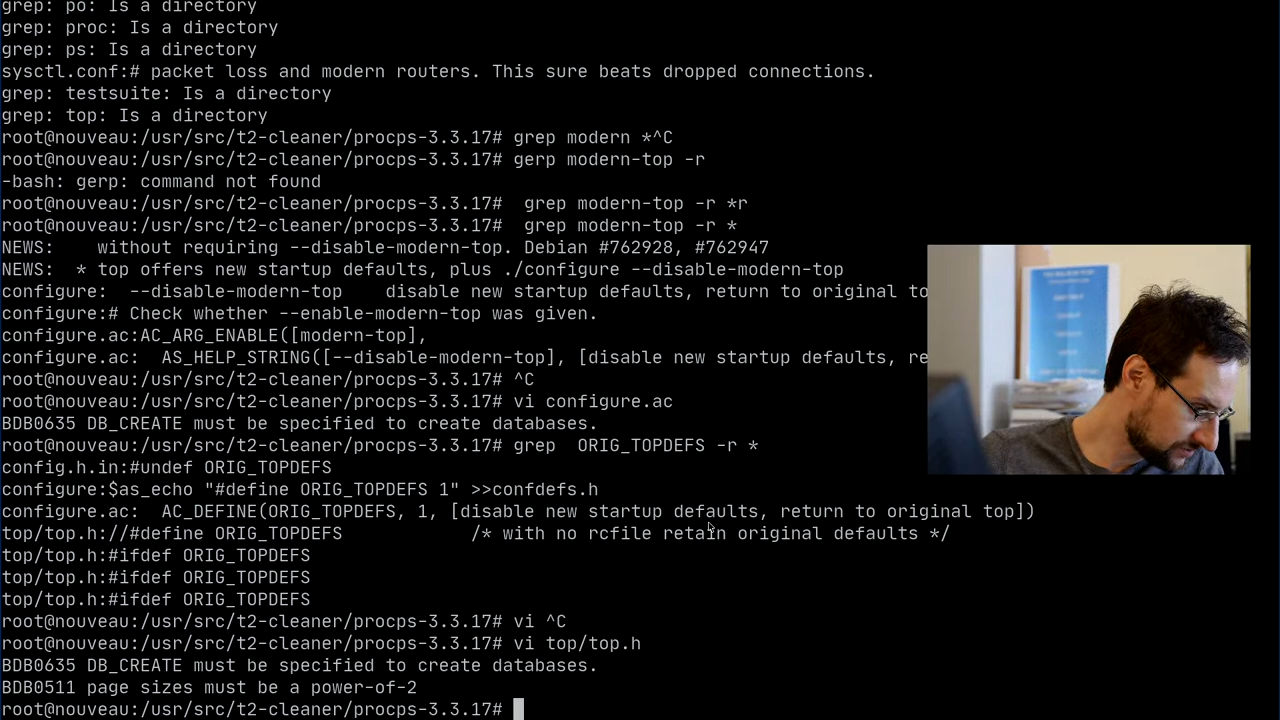 grep: po: Is a directory
grep: proc: Is a directory
grep: ps: Is a directory
sysctl.conf:# packet loss and modern routers. This sure beats dropped connections.
grep: testsuite: Is a directory
grep: top: Is a directory
root@nouveau:/usr/src/t2-cleaner/procps-3.3.17# grep modern *^C
root@nouveau:/usr/src/t2-cleaner/procps-3.3.17# gerp modern-top -r
-bash: gerp: command not found
root@nouveau:/usr/src/t2-cleaner/procps-3.3.17#  grep modern-top -r *r
root@nouveau:/usr/src/t2-cleaner/procps-3.3.17#  grep modern-top -r *
NEWS:    without requiring --disable-modern-top. Debian #762928, #762947
NEWS:  * top offers new startup defaults, plus ./configure --disable-modern-top
configure:  --disable-modern-top    disable new startup defaults, return to original to
configure:# Check whether --enable-modern-top was given.
configure.ac:AC_ARG_ENABLE([modern-top],
configure.ac:  AS_HELP_STRING([--disable-modern-top], [disable new startup defaults, re
root@nouveau:/usr/src/t2-cleaner/procps-3.3.17# ^C
root@nouveau:/usr/src/t2-cleaner/procps-3.3.17# vi configure.ac
BDB0635 DB_CREATE must be specified to create databases.
root@nouveau:/usr/src/t2-cleaner/procps-3.3.17# grep  ORIG_TOPDEFS -r *
config.h.in:#undef ORIG_TOPDEFS
configure:$as_echo "#define ORIG_TOPDEFS 1" >>confdefs.h
configure.ac:  AC_DEFINE(ORIG_TOPDEFS, 1, [disable new startup defaults, return to original top])
top/top.h://#define ORIG_TOPDEFS            /* with no rcfile retain original defaults */
top/top.h:#ifdef ORIG_TOPDEFS
top/top.h:#ifdef ORIG_TOPDEFS
top/top.h:#ifdef ORIG_TOPDEFS
root@nouveau:/usr/src/t2-cleaner/procps-3.3.17# vi ^C
root@nouveau:/usr/src/t2-cleaner/procps-3.3.17# vi top/top.h
BDB0635 DB_CREATE must be specified to create databases.
BDB0511 page sizes must be a power-of-2
root@nouveau:/usr/src/t2-cleaner/procps-3.3.17#